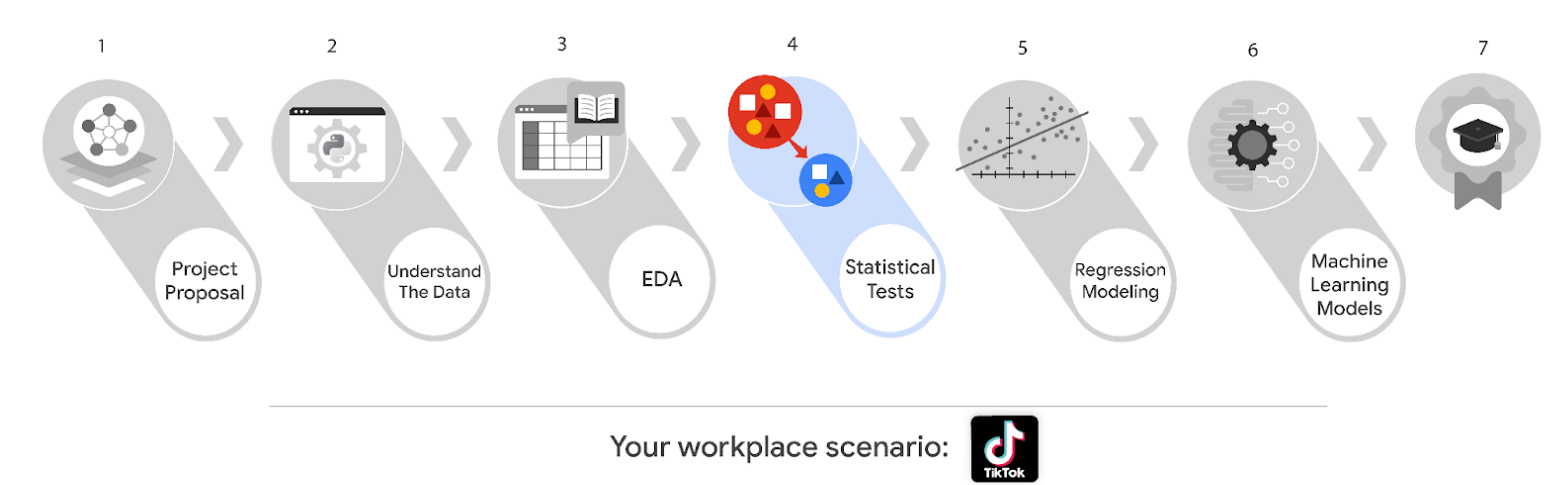 1
2
3
4
5
6
7
Project
Proposal
Understand
The Data
EDA
Statistical
Tests
Regression
Modeling
Machine
Learning
Models
Your workplace scenario:
TikTok